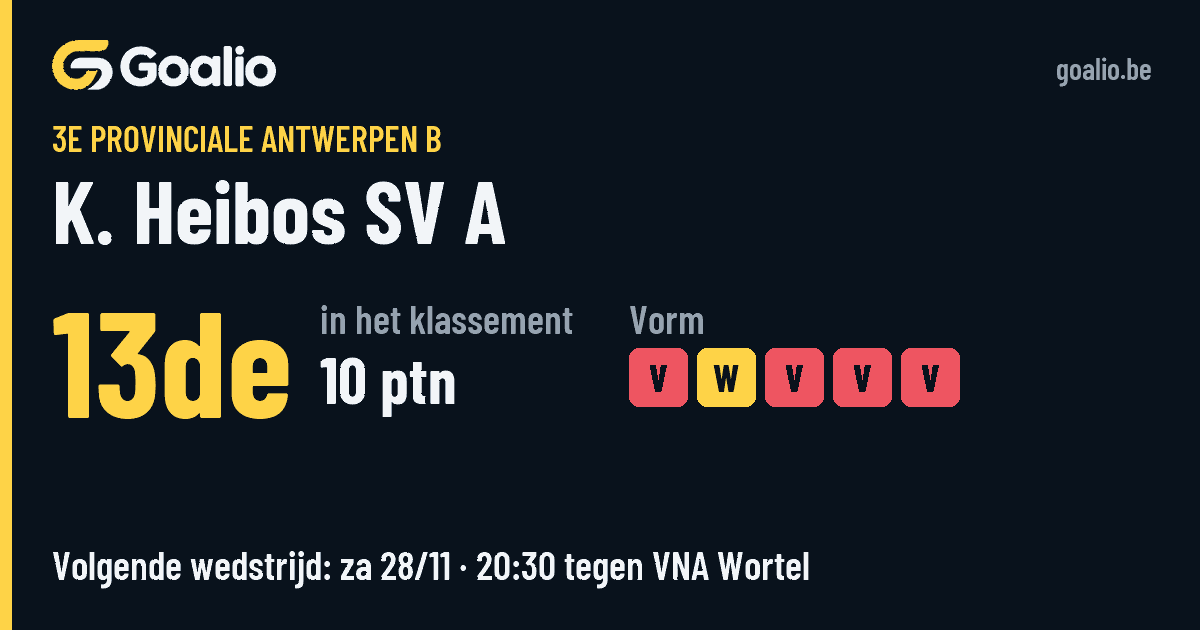 Goalio
goalio.be
3E PROVINCIALE ANTWERPEN B
K. Heibos SV A
13de
in het klassement
10 ptn
Vorm
V W V V V
Volgende wedstrijd: za 28/11 · 20:30 tegen VNA Wortel